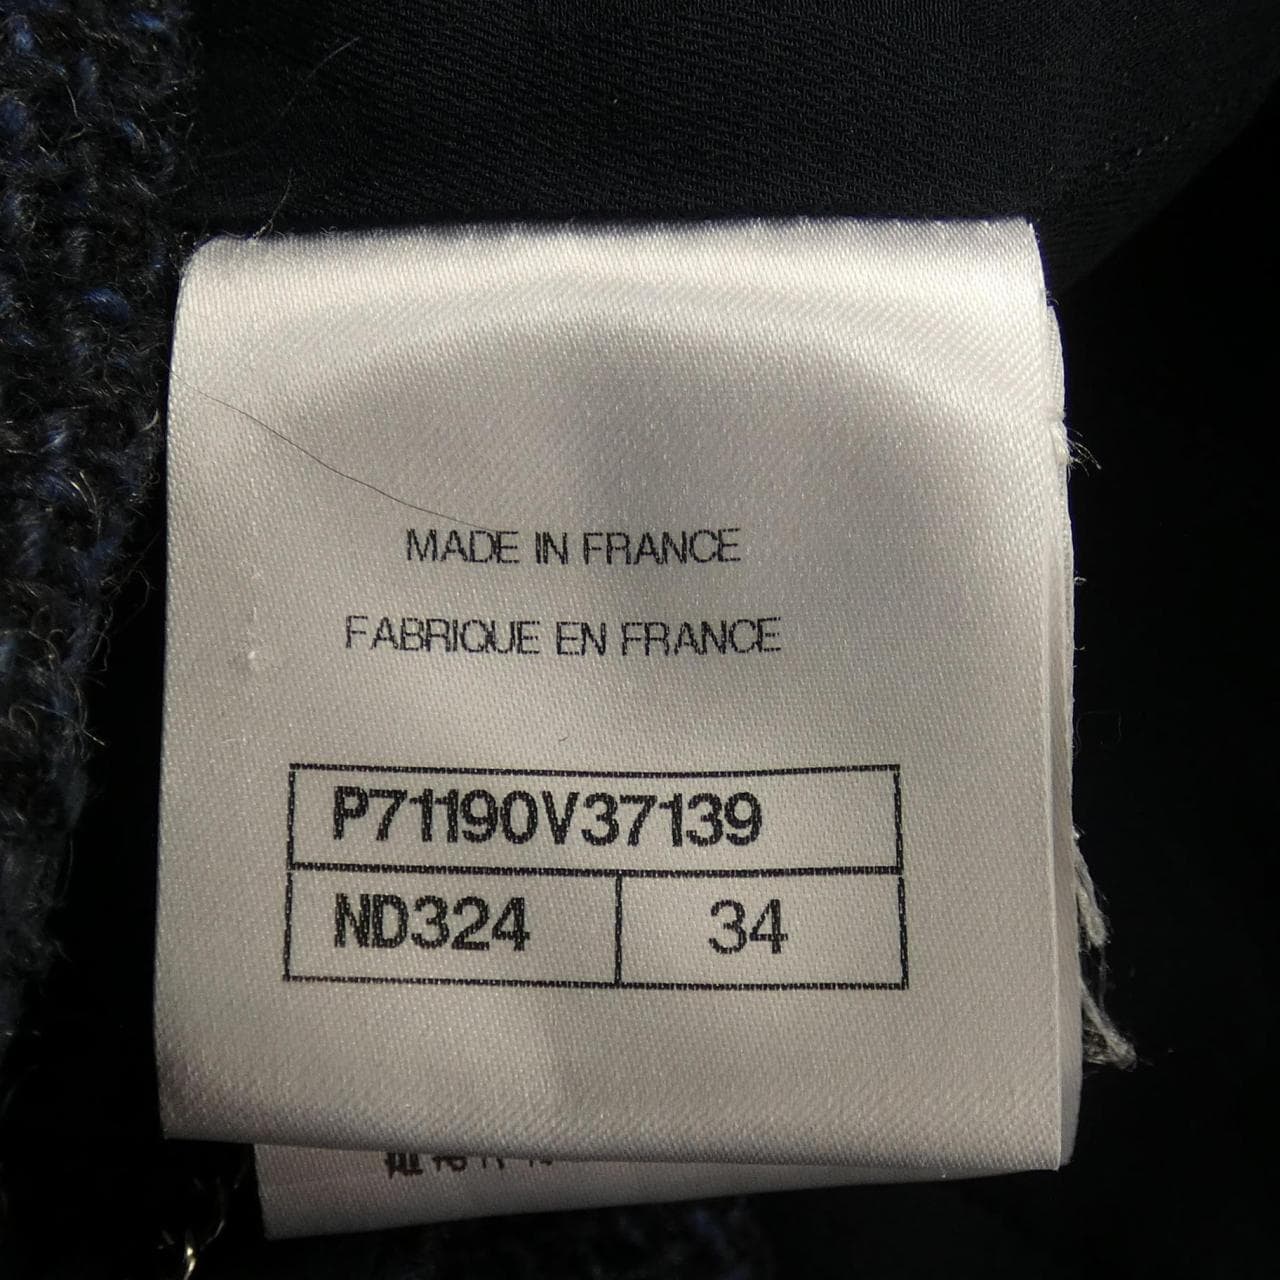 MADE IN FRANCE
FABRIQUE EN FRANCE
P71190V37139
ND324
34